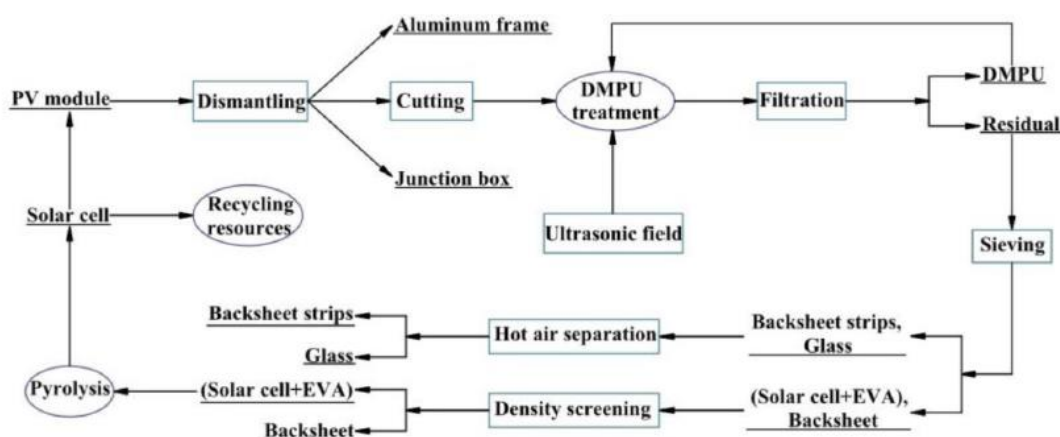 Aluminum frame
PV module
Dismantling
Cutting
DMPU
treatment
Filtration
DMPU
Residual
Junction box
Solar cell
Recycling
resources
Ultrasonic field
Sieving
Backsheet strips
Glass
Hot air separation
Backsheet strips,
Glass
Pyrolysis
(Solar cell+EVA)
Backsheet
Density screening
(Solar cell+EVA),
Backsheet